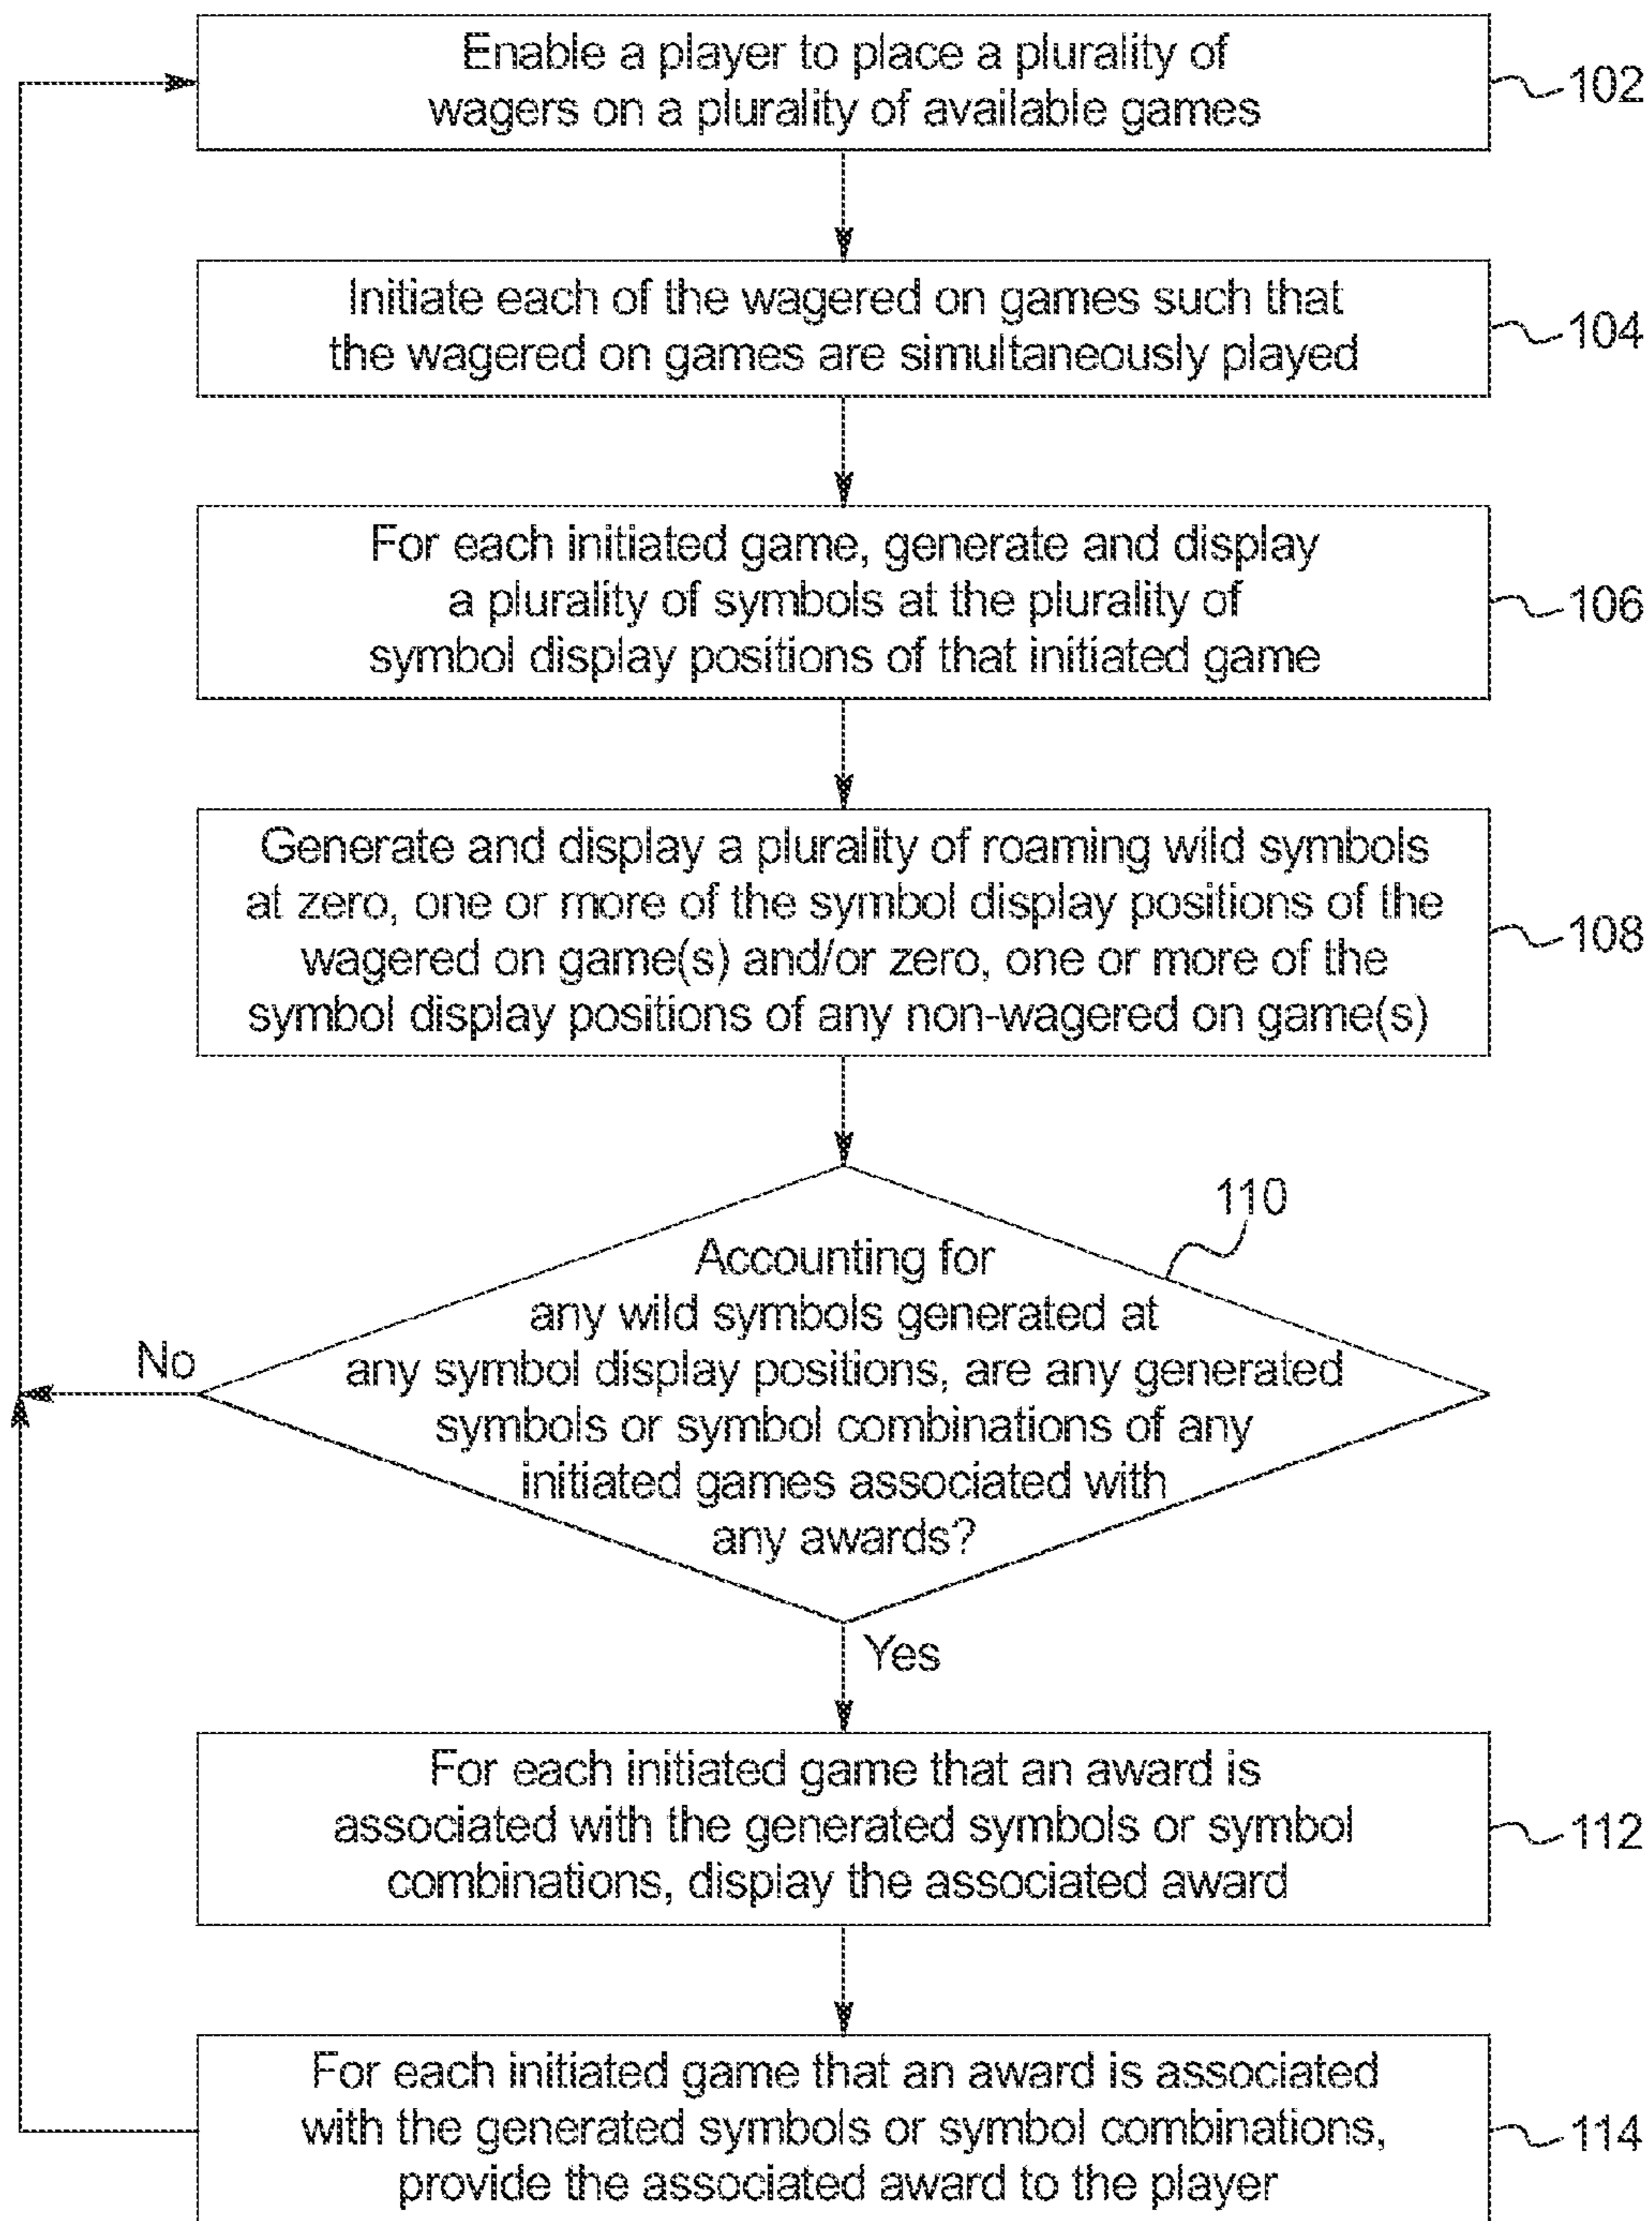 Enable a player to place a plurality of
wagers on a plurality of available games
102
Initiate each of the wagered on games such that
the wagered on games are simultaneously played
104
For each initiated game, generate and display
a plurality of symbols at the plurality of
symbol display positions of that initiated game
106
Generate and display a plurality of roaming wild symbols
at zero, one or more of the symbol display positions of the
wagered on game(s) and/or zero, one or more of the
symbol display positions of any non-wagered on game(s)
108
110
Accounting for
any wild symbols generated at
any symbol display positions, are any generated
symbols or symbol combinations of any
initiated games associated with
any awards?
No
Yes
For each initiated game that an award is
associated with the generated symbols or symbol
combinations, display the associated award
112
For each initiated game that an award is associated
with the generated symbols or symbol combinations,
provide the associated award to the player
114